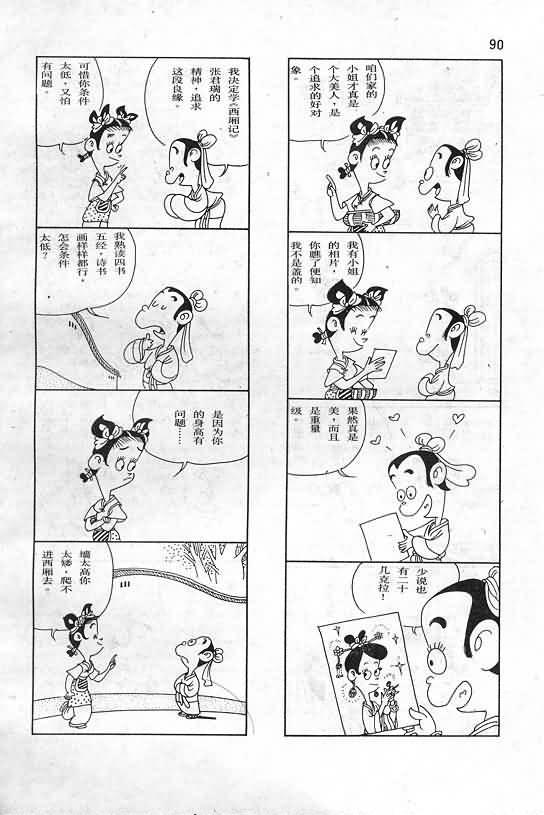 90
咱们家的
小姐才真是
个大美人，是
个追求的好对
象。
我有小姐
的相片，
你瞧了便知
我不是盖的。
果然真是
美，而且
是重量
级。
少说也
有二十
几克拉！
我决定学《西厢记》
张君瑞的
精神，追求
这段良缘。
可惜你条件
太低，又怕
有问题。
我熟读四书
五经，诗书
画样样都行。
怎会条件
太低？
是因为你
的身高有
问题……
墙太高你
太矮，爬不
进西厢去。